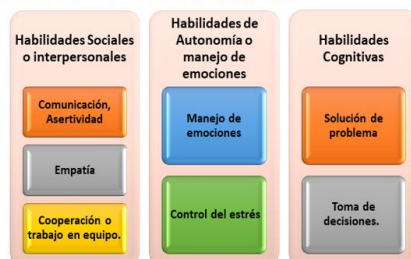 Habilidades Sociales
o interpersonales
Comunicación,
Asertividad
Empatía
Cooperación o
trabajo en equipo.
Habilidades de
Autonomía o
manejo de
emociones
Manejo de
emociones
Control del estrés
Habilidades
Cognitivas
Solución de
problema
Toma de
decisiones.